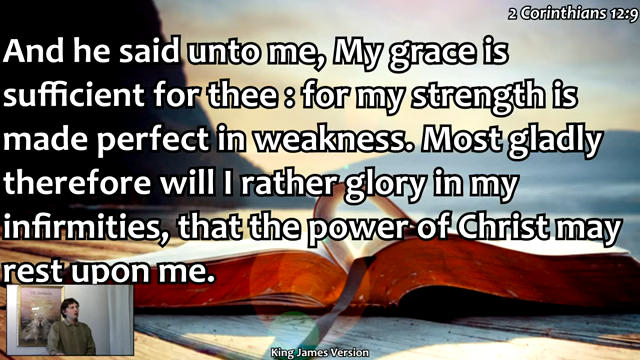 2 Corinthians 12:9
And he said unto me, My grace is
sufficient for thee : for my strength is
made perfect in weakness. Most gladly
therefore will I rather glory in my
infirmities, that the power of Christ may
rest upon me.
King James Version